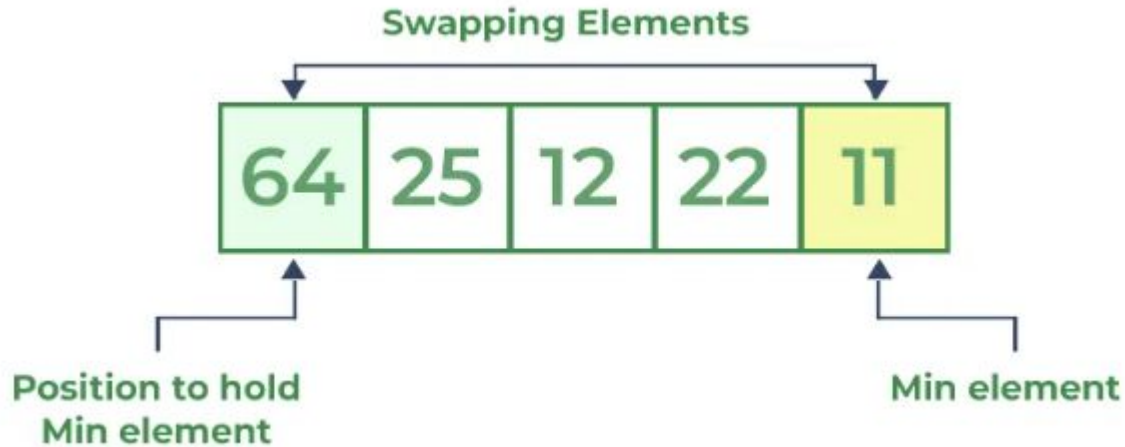 Swapping Elements
64 25 12 22 11
Position to hold
Min element
Min element